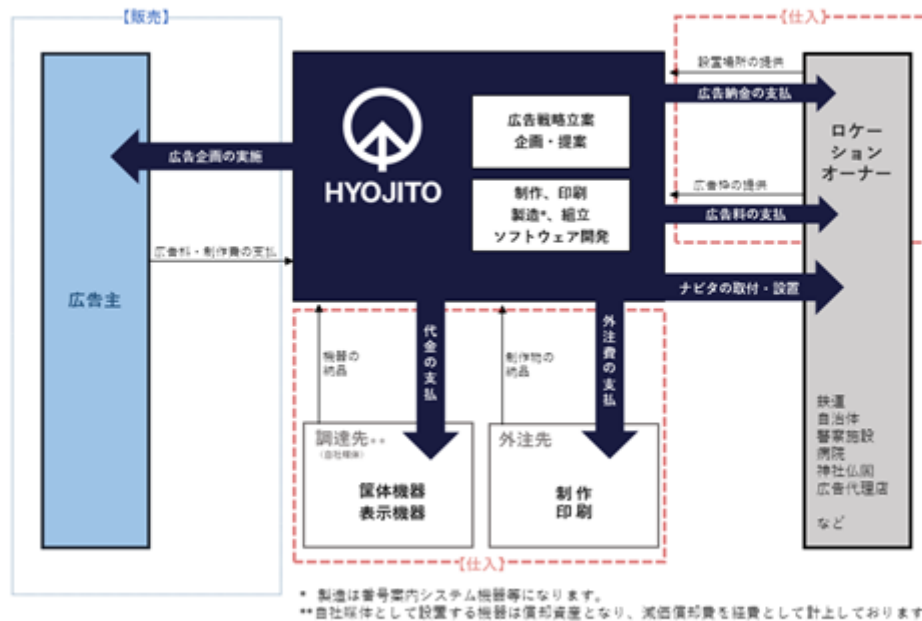 【販売】
【仕入】
設置場所の提供
広告納金の支払
ロケー
ション
オーナー
広告戦略立案
企画・提案
広告企画の実施
HYOJITO
制作、印刷
製造*、組立
ソフトウェア開発
広告枠の提供
広告料の支払
広告料・制作費の支払
広告主
ナビタの取付・設置
代金の支払
外注費の支払
機器の
納品
制作物の
納品
調達先**
（自社媒体）
筐体機器
表示機器
外注先
制作
印刷
鉄道
自治体
警察施設
病院
神社仏閣
広告代理店
など
【仕入】
* 製造は番号案内システム機器等になります。
**自社媒体として設置する機器は償却資産となり、減価償却費を経費として計上しております